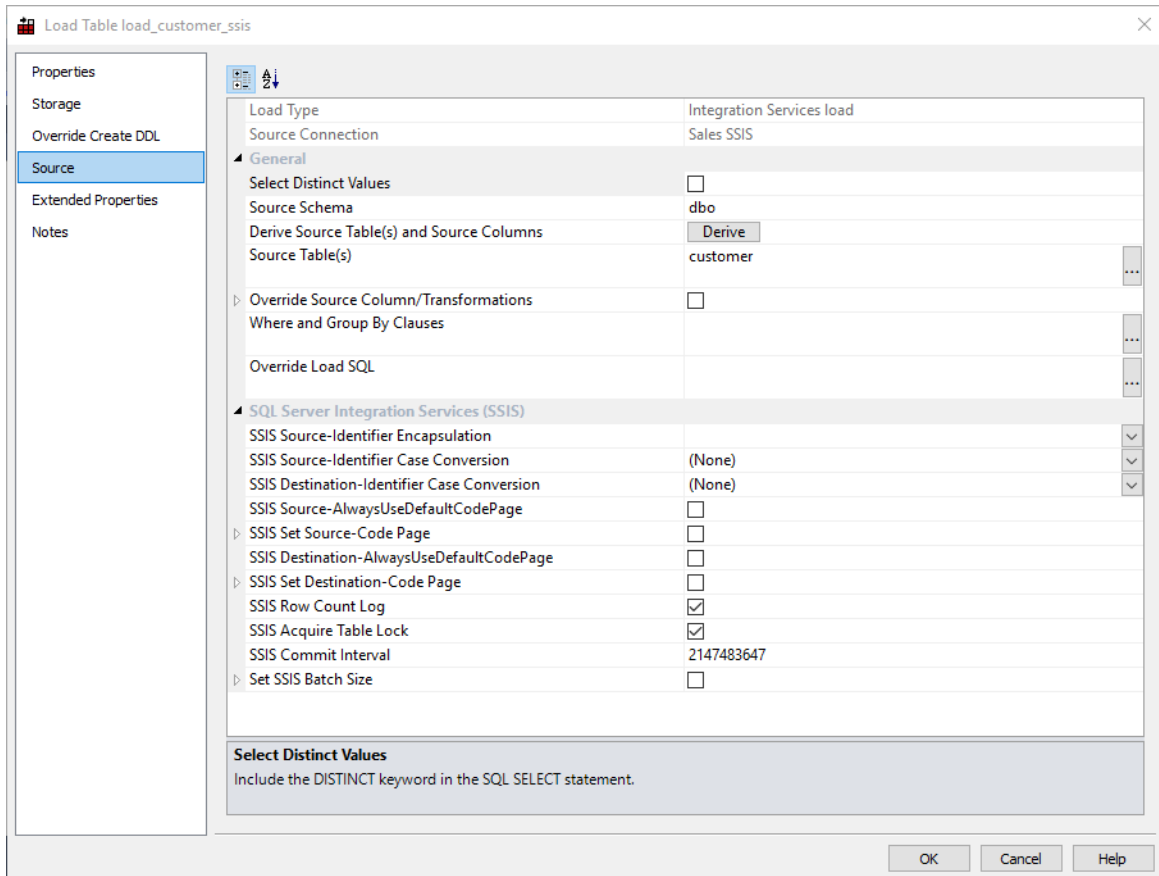 Load Table load_customer_ssis
Properties
Storage
Override Create DDL
Source
Extended Properties
Notes
Load Type Integration Services load
Source Connection Sales SSIS
General
Select Distinct Values
Source Schema dbo
Derive Source Table(s) and Source Columns Derive
Source Table(s) customer
...
Override Source Column/Transformations
Where and Group By Clauses
...
Override Load SQL
...
SQL Server Integration Services (SSIS)
SSIS Source-Identifier Encapsulation
SSIS Source-Identifier Case Conversion (None)
SSIS Destination-Identifier Case Conversion (None)
SSIS Source-AlwaysUseDefaultCodePage
SSIS Set Source-Code Page
SSIS Destination-AlwaysUseDefaultCodePage
SSIS Set Destination-Code Page
SSIS Row Count Log
SSIS Acquire Table Lock
SSIS Commit Interval 2147483647
Set SSIS Batch Size
Select Distinct Values
Include the DISTINCT keyword in the SQL SELECT statement.
OK Cancel Help